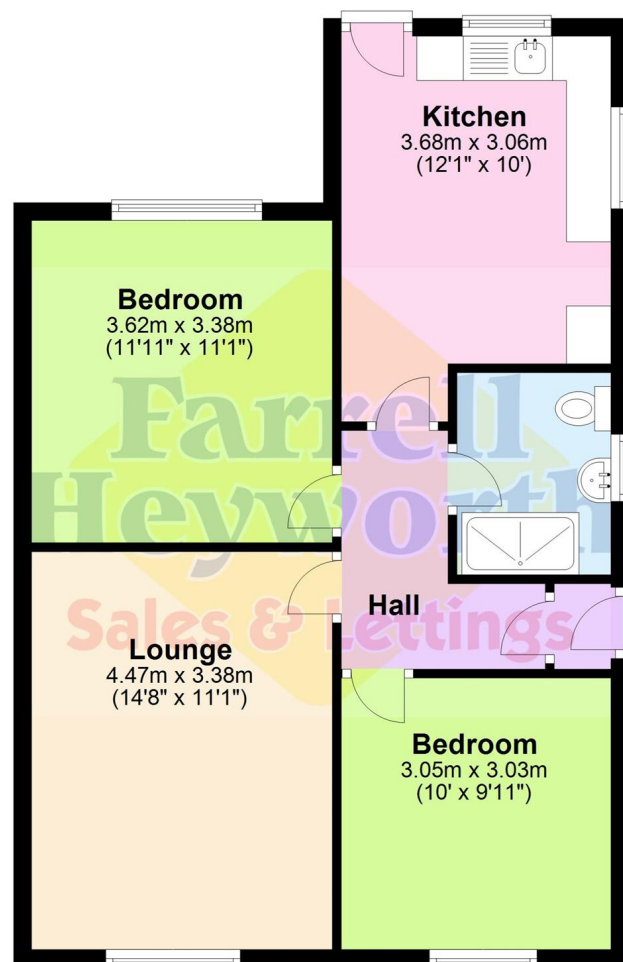 Kitchen
3.68m x 3.06m
(12'1" x 10')
Bedroom
3.62m x 3.38m
(11'11" x 11'1")
Farrell
Heyworth
Sales & Lettings
Hall
Lounge
4.47m x 3.38m
(14'8" x 11'1")
Bedroom
3.05m x 3.03m
(10' x 9'11")